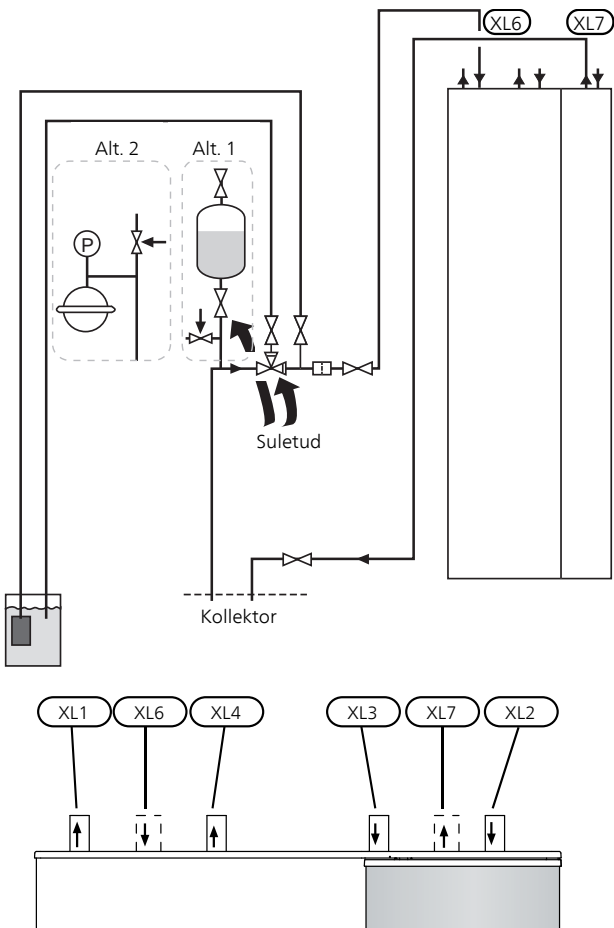 XL6 XL7
Alt. 2 Alt. 1
P
Suletud
Kollektor
XL1 XL6 XL4 XL3 XL7 XL2